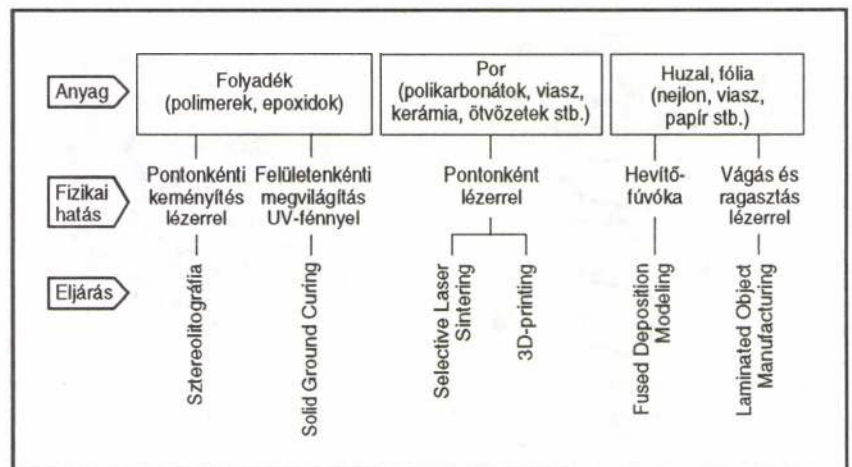 Anyag
Folyadék
(polimerek, epoxidok)
Por
(polikarbonátok, viasz,
kerámia, ötvözetek stb.)
Huzal, fólia
(nejlon, viasz,
papír stb.)
Fizikai
hatás
Pontonkénti
keményítés
lézerrel
Felületenkénti
megvilágítás
UV-fénnyel
Pontonként
lézerrel
Hevítő-
fúvóka
Vágás és
ragasztás
lézerrel
Eljárás
Sztereolitográfia
Solid Ground Curing
Selective Laser
Sintering
3D-printing
Fused Deposition
Modeling
Laminated Object
Manufacturing